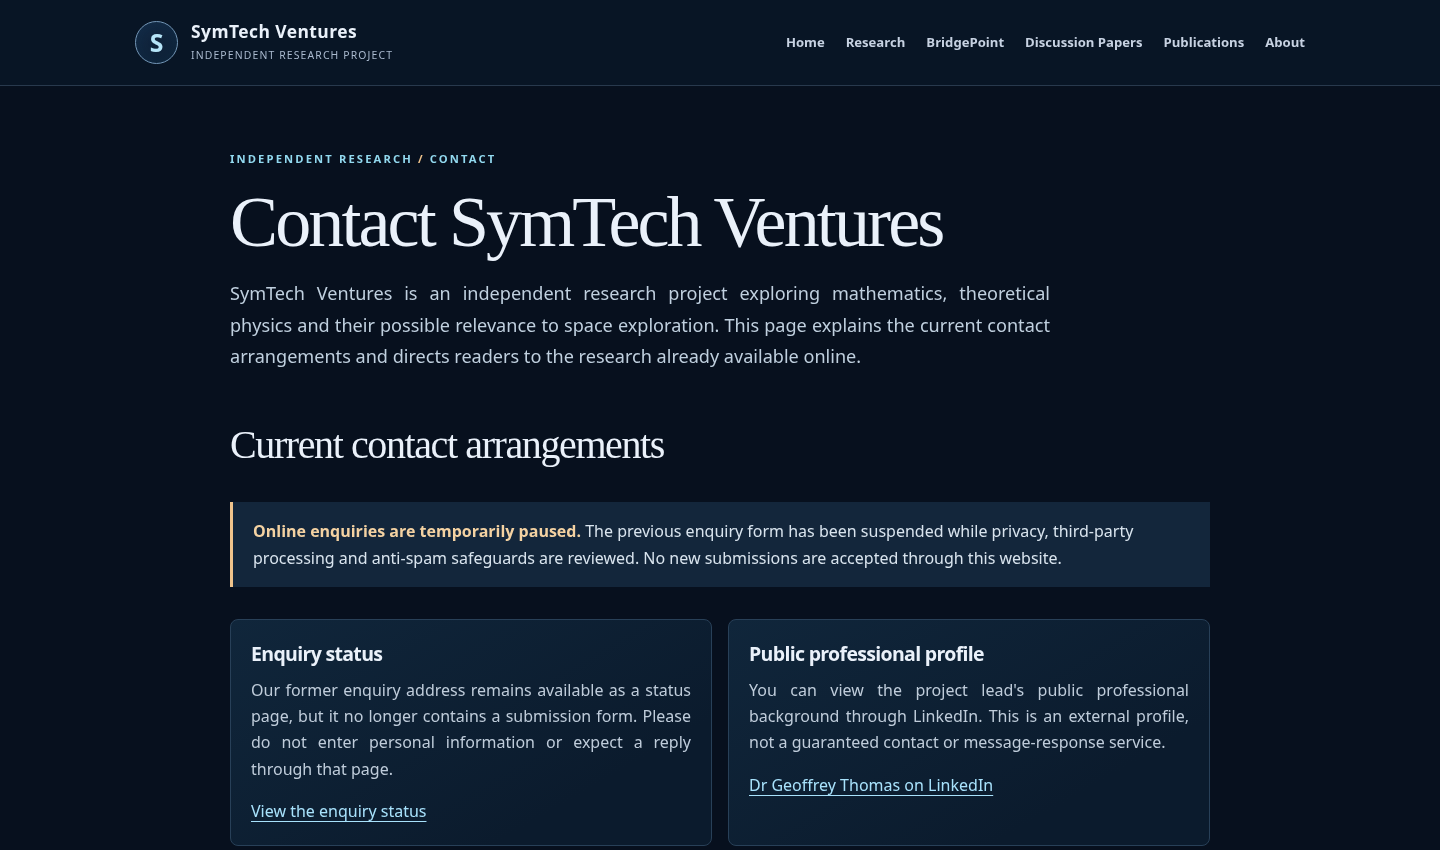 S
SymTech Ventures
INDEPENDENT RESEARCH PROJECT
Home Research BridgePoint Discussion Papers Publications About
INDEPENDENT RESEARCH / CONTACT
Contact SymTech Ventures
SymTech Ventures is an independent research project exploring mathematics, theoretical
physics and their possible relevance to space exploration. This page explains the current contact
arrangements and directs readers to the research already available online.
Current contact arrangements
Online enquiries are temporarily paused. The previous enquiry form has been suspended while privacy, third-party
processing and anti-spam safeguards are reviewed. No new submissions are accepted through this website.
Enquiry status
Our former enquiry address remains available as a status
page, but it no longer contains a submission form. Please
do not enter personal information or expect a reply
through that page.
View the enquiry status
Public professional profile
You can view the project lead's public professional
background through LinkedIn. This is an external profile,
not a guaranteed contact or message-response service.
Dr Geoffrey Thomas on LinkedIn